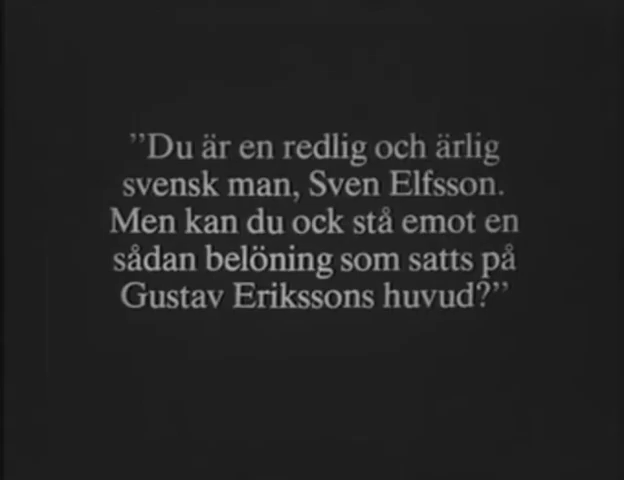 ”Du är en redlig och ärlig
svensk man, Sven Elfsson.
Men kan du ock stå emot en
sådan belöning som satts på
Gustav Erikssons huvud?”